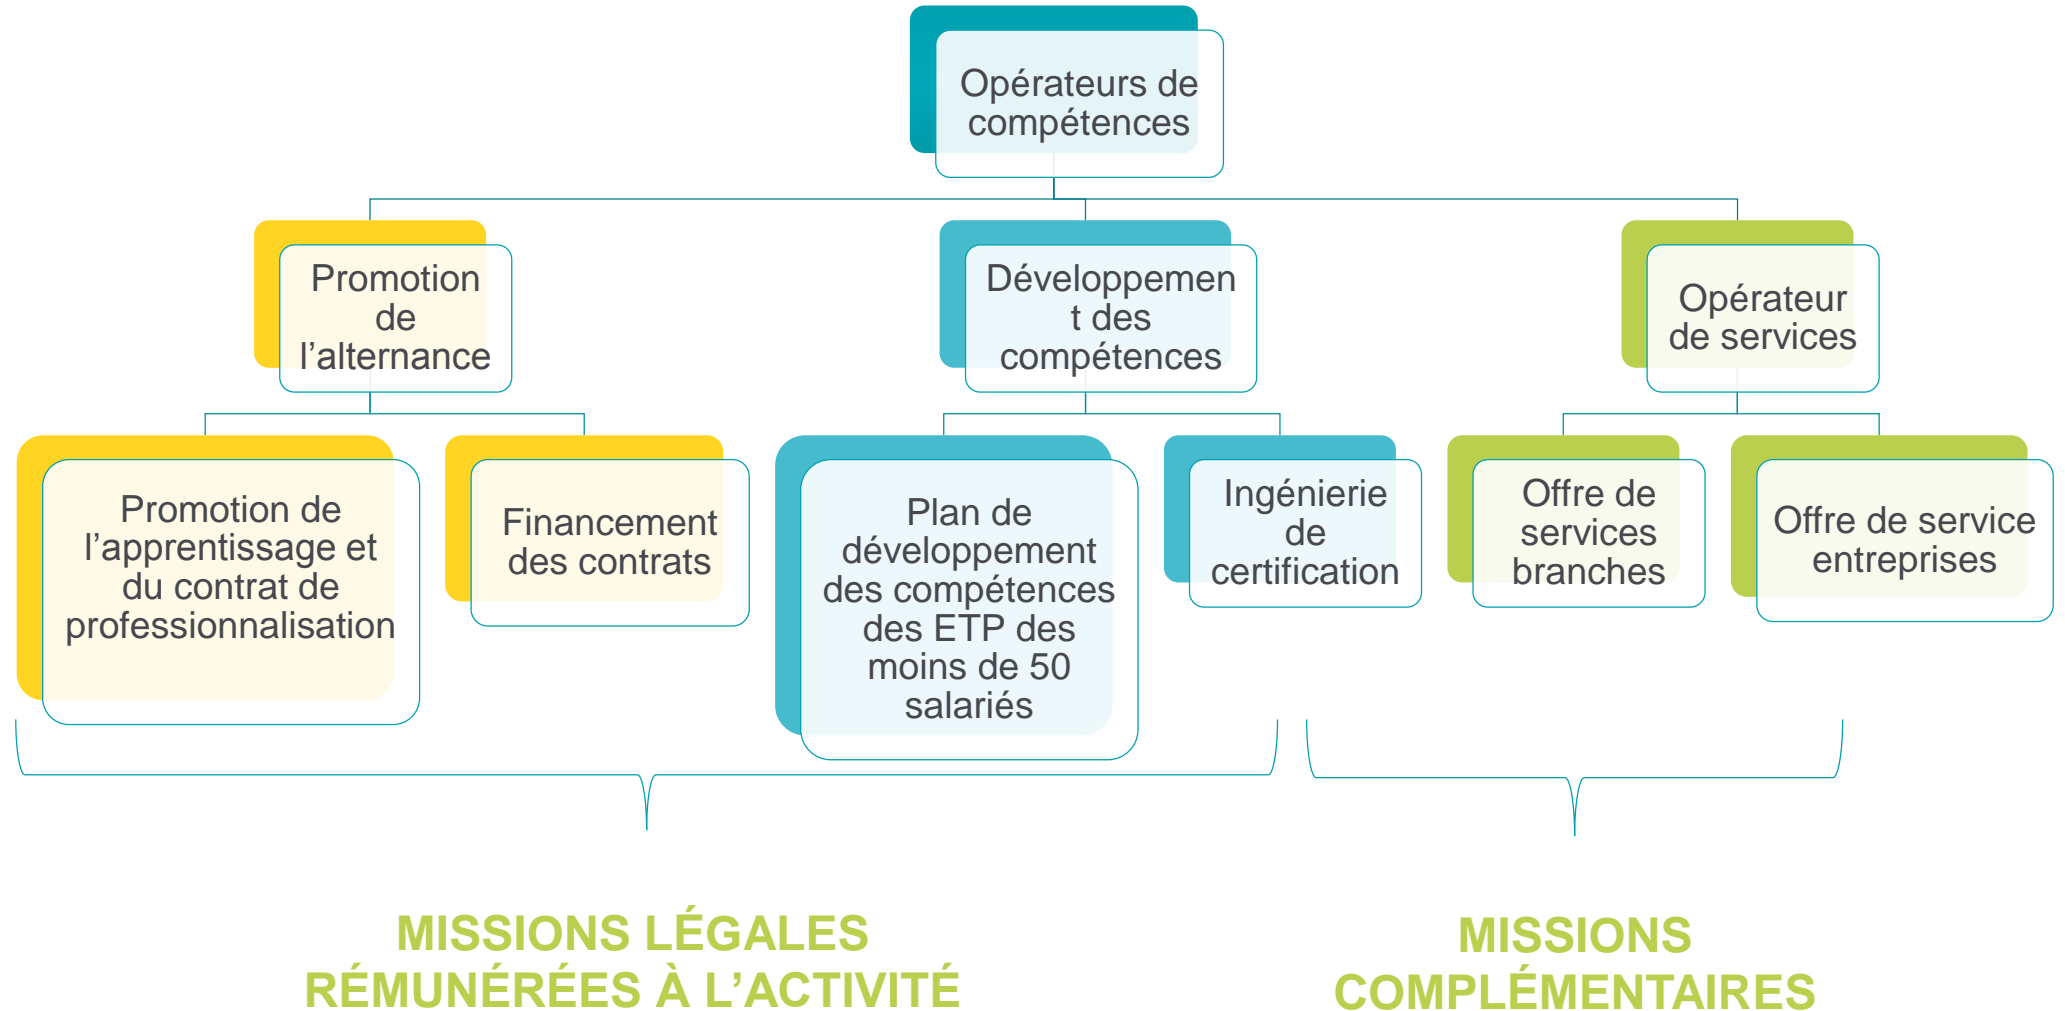 Opérateurs de
compétences
Promotion
de
l’alternance
Développemen
t des
compétences
Opérateur
de services
Promotion de
l’apprentissage et
du contrat de
professionnalisation
Financement
des contrats
Plan de
développement
des compétences
des ETP des
moins de 50
salariés
Ingénierie
de
certification
Offre de
services
branches
Offre de service
entreprises
MISSIONS LÉGALES
RÉMUNÉRÉES À L’ACTIVITÉ
MISSIONS
COMPLÉMENTAIRES